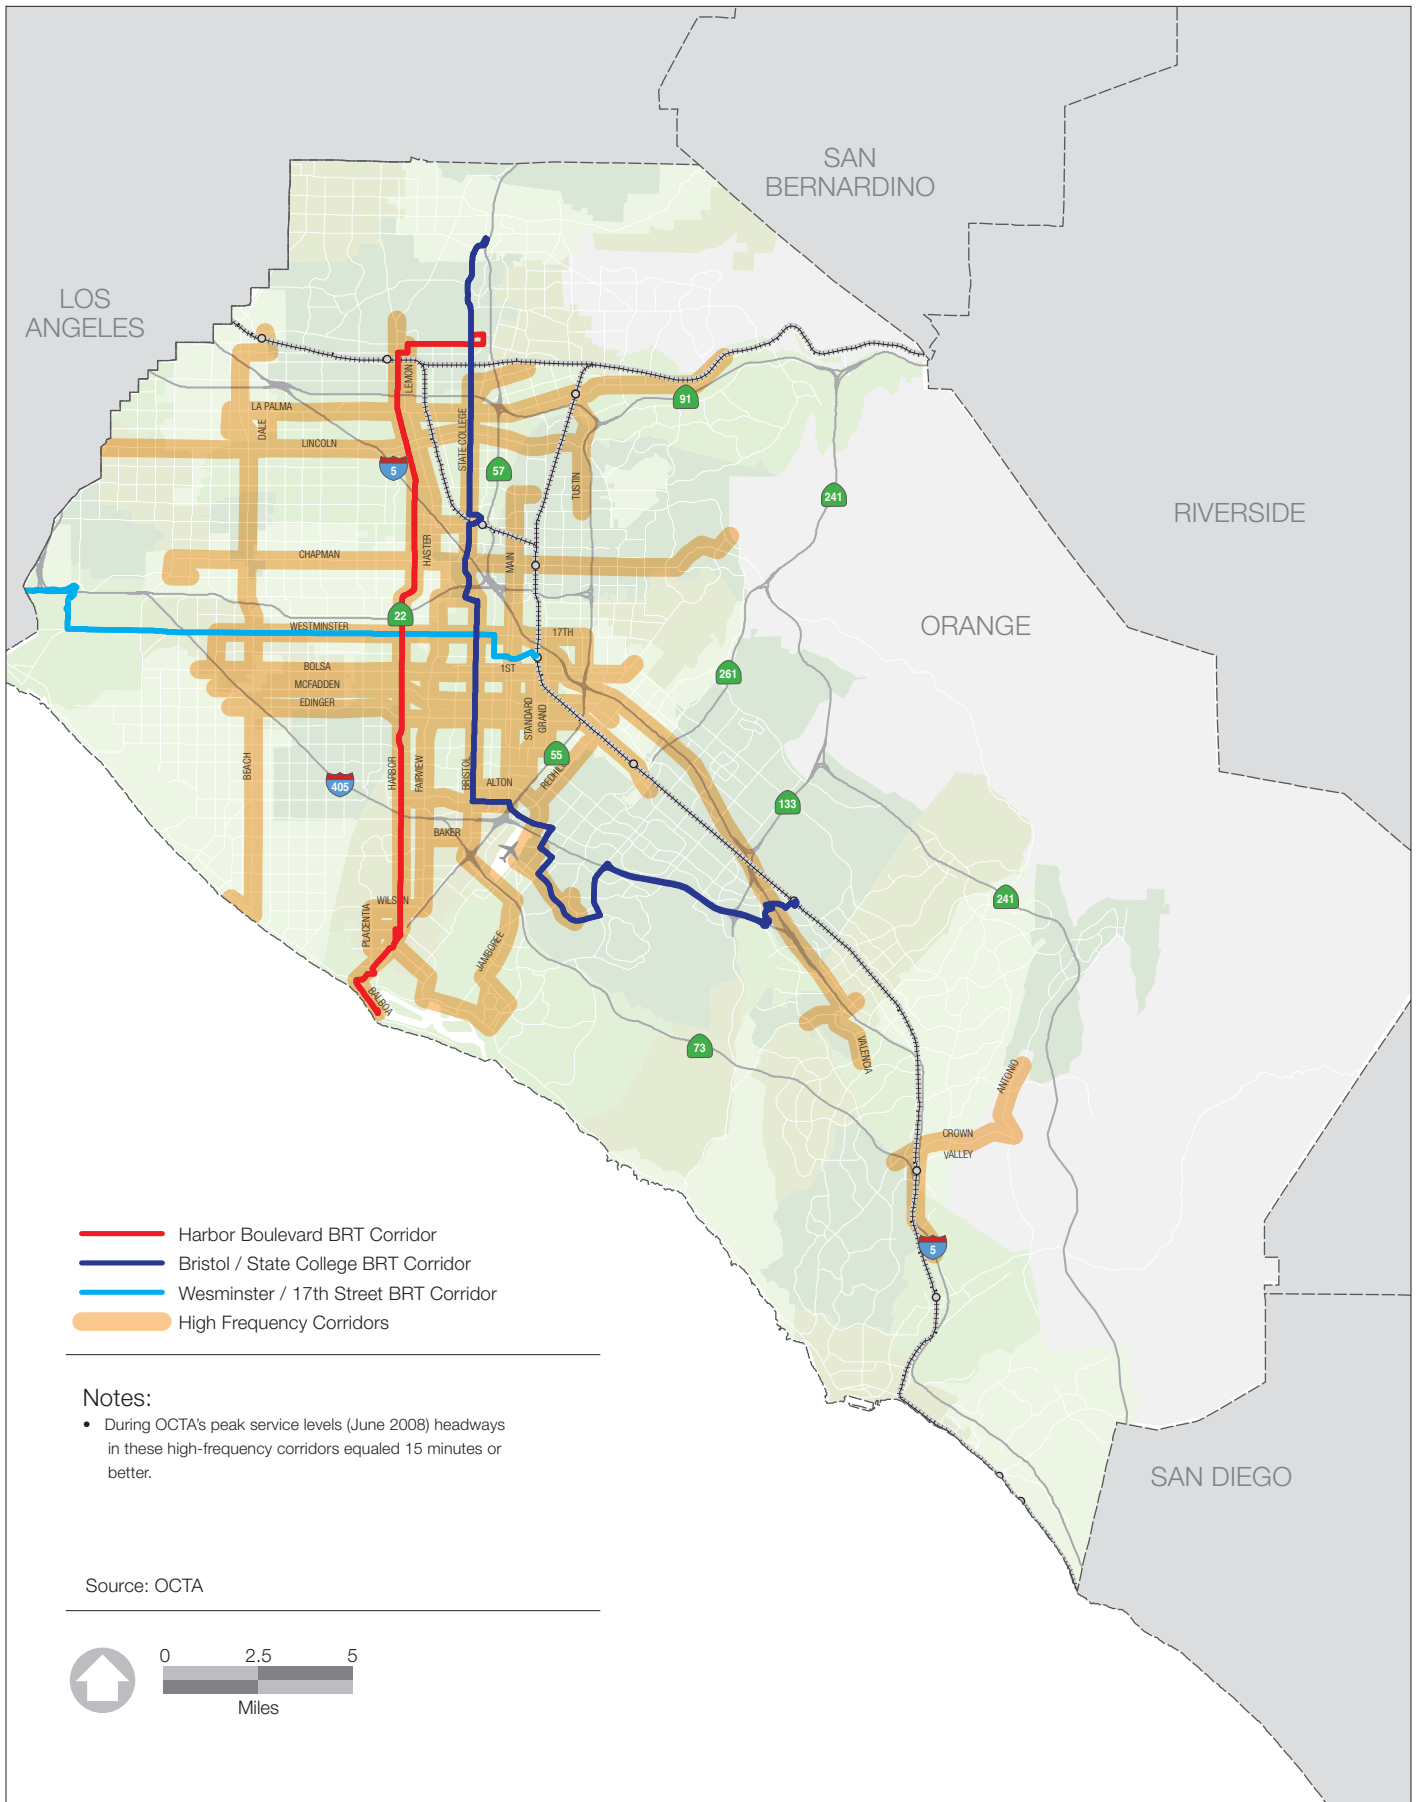 SAN
BERNARDINO
LOS
ANGELES
RIVERSIDE
ORANGE
SAN DIEGO
LEMON
91
LA PALMA
DALE
STATE COLLEGE
LINCOLN
5
57
TUSTIN
241
HASTER
MAIN
CHAPMAN
22
WESTMINSTER
17TH
BOLSA
1ST
MCFADDEN
261
EDINGER
STANDARD
GRAND
55
BEACH
HARBOR
FAIRVIEW
BRISTOL
ALTON
405
133
BAKER
241
WILSON
PLACENTIA
JAMBOREE
BALBOA
73
VALENCIA
ANTONIO
CROWN
VALLEY
5
Harbor Boulevard BRT Corridor
Bristol / State College BRT Corridor
Wesminster / 17th Street BRT Corridor
High Frequency Corridors
Notes:
• During OCTA's peak service levels (June 2008) headways
in these high-frequency corridors equaled 15 minutes or
better.
Source: OCTA
0 2.5 5
Miles